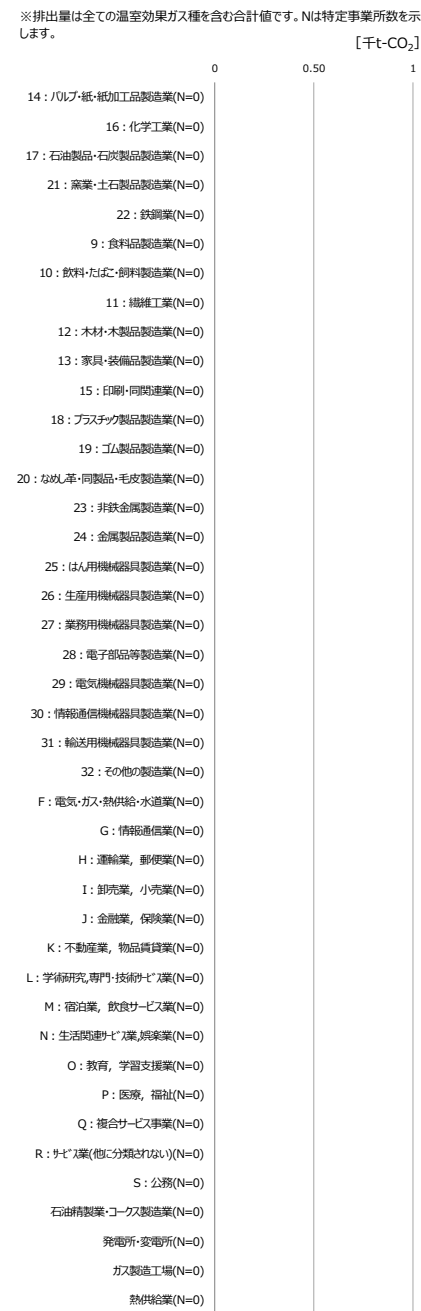 ※排出量は全ての温室効果ガス種を含む合計値です。Nは特定事業所数を示
します。
［千t-CO₂］
0 0.50 1
14：パルプ・紙・紙加工品製造業(N=0)
16：化学工業(N=0)
17：石油製品・石炭製品製造業(N=0)
21：窯業・土石製品製造業(N=0)
22：鉄鋼業(N=0)
9：食料品製造業(N=0)
10：飲料・たばこ・飼料製造業(N=0)
11：繊維工業(N=0)
12：木材・木製品製造業(N=0)
13：家具・装備品製造業(N=0)
15：印刷・同関連業(N=0)
18：プラスチック製品製造業(N=0)
19：ゴム製品製造業(N=0)
20：なめし革・同製品・毛皮製造業(N=0)
23：非鉄金属製造業(N=0)
24：金属製品製造業(N=0)
25：はん用機械器具製造業(N=0)
26：生産用機械器具製造業(N=0)
27：業務用機械器具製造業(N=0)
28：電子部品等製造業(N=0)
29：電気機械器具製造業(N=0)
30：情報通信機械器具製造業(N=0)
31：輸送用機械器具製造業(N=0)
32：その他の製造業(N=0)
F：電気・ガス・熱供給・水道業(N=0)
G：情報通信業(N=0)
H：運輸業，郵便業(N=0)
I：卸売業，小売業(N=0)
J：金融業，保険業(N=0)
K：不動産業，物品賃貸業(N=0)
L：学術研究,専門・技術ｻｰﾋﾞｽ業(N=0)
M：宿泊業，飲食サービス業(N=0)
N：生活関連ｻｰﾋﾞｽ業,娯楽業(N=0)
O：教育，学習支援業(N=0)
P：医療，福祉(N=0)
Q：複合サービス事業(N=0)
R：ｻｰﾋﾞｽ業(他に分類されない)(N=0)
S：公務(N=0)
石油精製業・コークス製造業(N=0)
発電所・変電所(N=0)
ガス製造工場(N=0)
熱供給業(N=0)